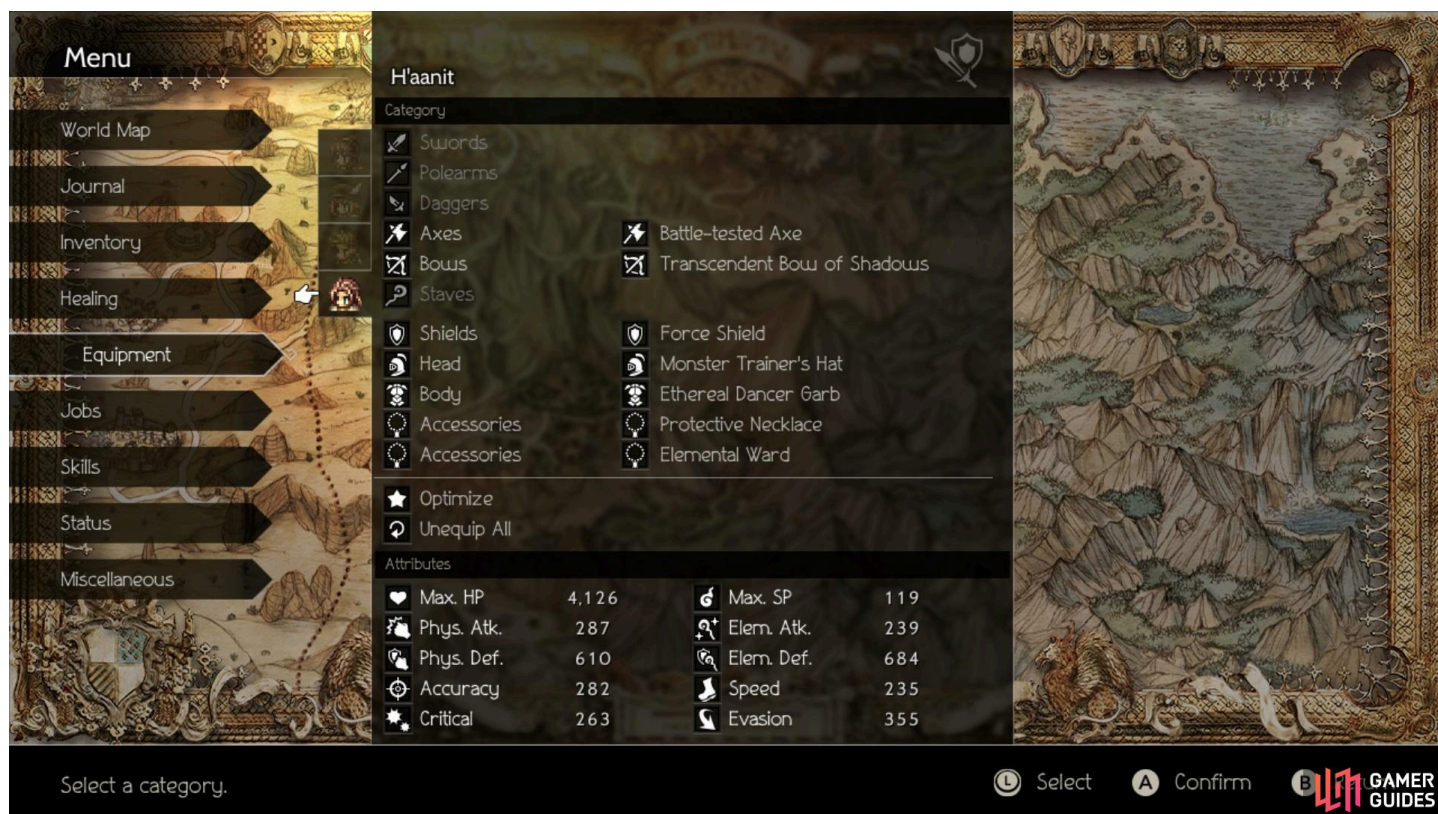 Menu
World Map
Journal
Inventory
Healing
Equipment
Jobs
Skills
Status
Miscellaneous
H'aanit
Category
Swords
Polearms
Daggers
Axes Battle-tested Axe
Bows Transcendent Bow of Shadows
Staves
Shields Force Shield
Head Monster Trainer's Hat
Body Ethereal Dancer Garb
Accessories Protective Necklace
Accessories Elemental Ward
Optimize
Unequip All
Attributes
Max. HP 4,126 Max. SP 119
Phys. Atk. 287 Elem. Atk. 239
Phys. Def. 610 Elem. Def. 684
Accuracy 282 Speed 235
Critical 263 Evasion 355
Select a category.
L Select A Confirm B
GAMER
GUIDES